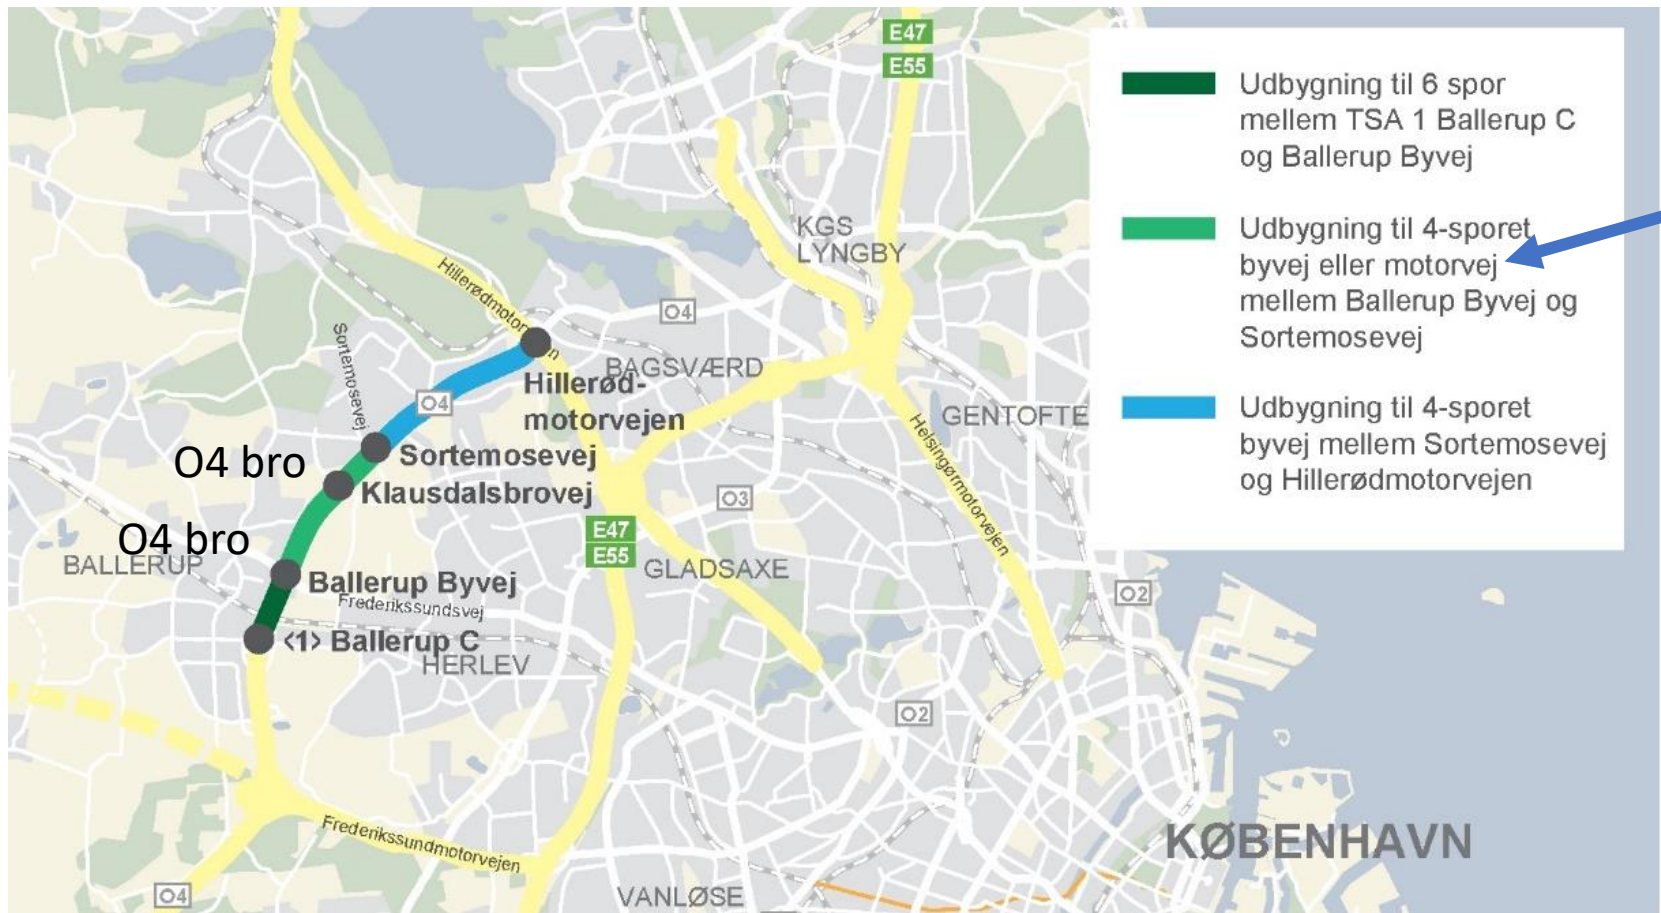 E47
E55
Udbygning til 6 spor
mellem TSA 1 Ballerup C
og Ballerup Byvej
Udbygning til 4-sporet
byvej eller motorvej
mellem Ballerup Byvej og
Sortemosevej
Udbygning til 4-sporet
byvej mellem Sortemosevej
og Hillerødmotorvejen
KGS
LYNGBY
Hillerødmotorvejen
O4
Sortemosevej
BAGSVÆRD
Hillerød-
motorvejen
O4
GENTOFTE
Helsingørmotorvejen
O4 bro
Sortemosevej
Klausdalsbrovej
O3
O4 bro
E47
E55
BALLERUP
GLADSAXE
Ballerup Byvej
Frederikssundsvej
O2
‹1› Ballerup C
HERLEV
O2
Frederikssundmotorvejen
KØBENHAVN
O4
VANLØSE